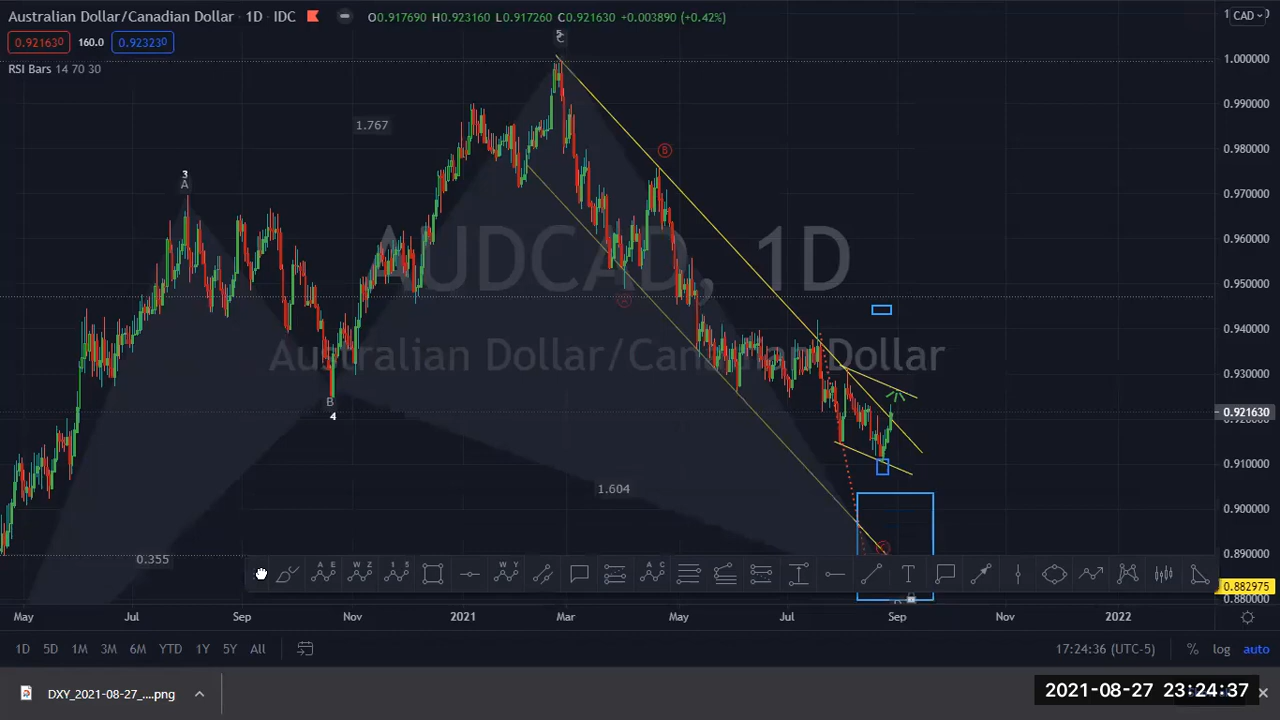 Australian Dollar/Canadian Dollar · 1D · IDC O0.917690 H0.923160 L0.917260 C0.921630 +0.003890 (+0.42%)
0.921630 160.0 0.923230
RSI Bars 14 70 30
CAD
1.000000
0.990000
0.980000
0.970000
0.960000
0.950000
0.940000
0.930000
0.921630
0.910000
0.900000
0.890000
0.882975
0.880000
AUDCAD, 1D
Australian Dollar/Canadian Dollar
5
C
1.767
3
A
B
4
B
A
1.604
0.355
C
A E
W Z
1 5
W Y
A C
May Jul Sep Nov 2021 Mar May Jul Sep Nov 2022
1D 5D 1M 3M 6M YTD 1Y 5Y All 17:24:36 (UTC-5) % log auto
DXY_2021-08-27_....png
2021-08-27 23:24:37